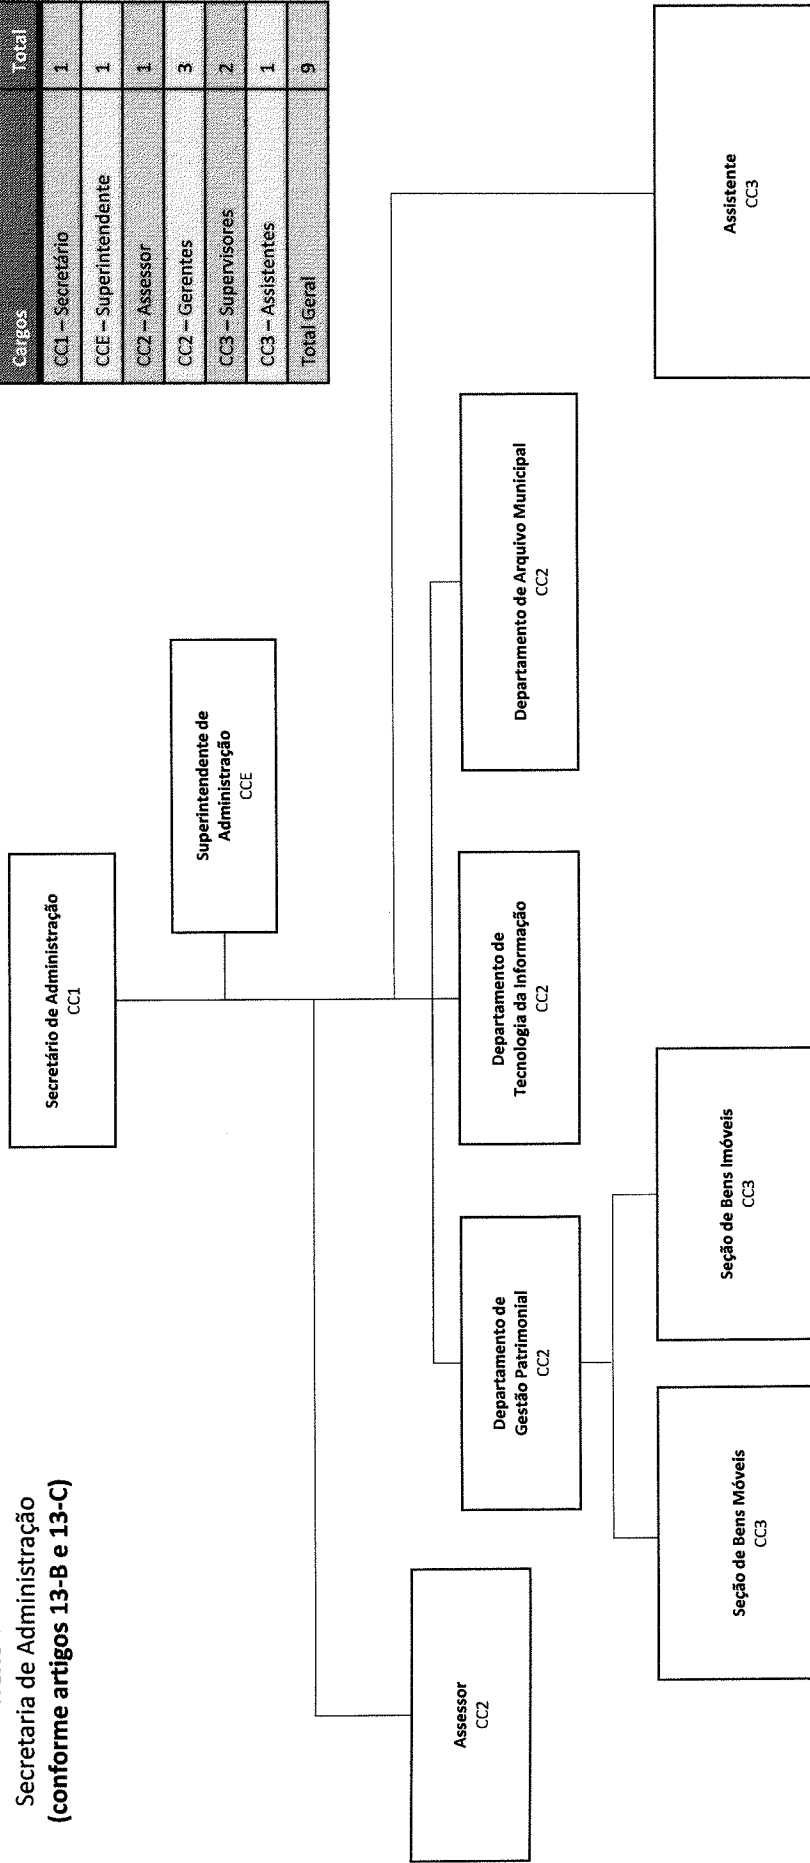 Secretaria de Administração
(conforme artigos 13-B e 13-C)
Cargos Total
CC1 – Secretário 1
CCE – Superintendente 1
CC2 – Assessor 1
CC2 – Gerentes 3
CC3 – Supervisores 2
CC3 – Assistentes 1
Total Geral 9
Secretário de Administração
CC1
Superintendente de
Administração
CCE
Assessor
CC2
Departamento de
Gestão Patrimonial
CC2
Departamento de
Tecnologia da Informação
CC2
Departamento de Arquivo Municipal
CC2
Seção de Bens Móveis
CC3
Seção de Bens Imóveis
CC3
Assistente
CC3